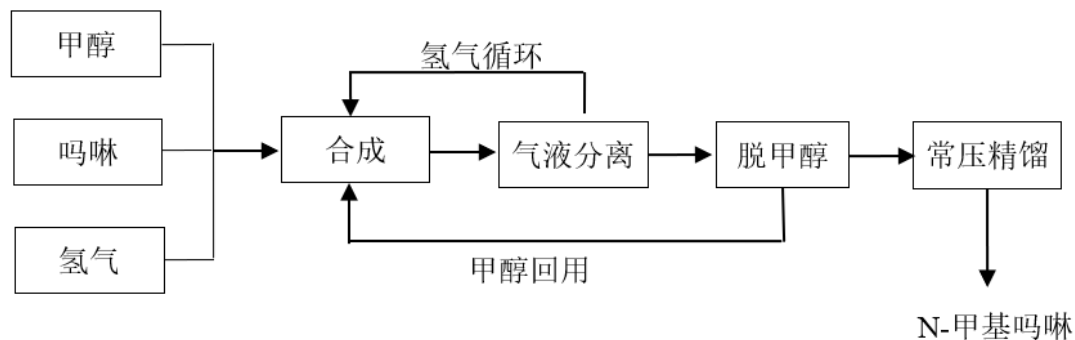 甲醇
吗啉
氢气
氢气循环
合成
气液分离
脱甲醇
常压精馏
甲醇回用
N-甲基吗啉